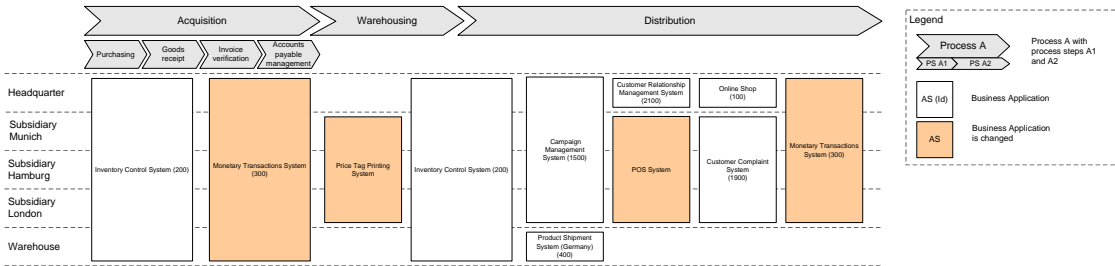 Acquisition
Warehousing
Distribution
Purchasing
Goods
receipt
Invoice
verification
Accounts
payable
management
Headquarter
Subsidiary
Munich
Subsidiary
Hamburg
Subsidiary
London
Warehouse
Inventory Control System (200)
Monetary Transactions System
(300)
Price Tag Printing
System
Inventory Control System (200)
Campaign
Management
System (1500)
Product Shipment
System (Germany)
(400)
Customer Relationship
Management System
(2100)
POS System
Online Shop
(100)
Customer Complaint
System
(1900)
Monetary Transactions
System (300)
Legend
Process A
PS A1
PS A2
Process A with
process steps A1
and A2
AS (Id)
Business Application
AS
Business Application
is changed